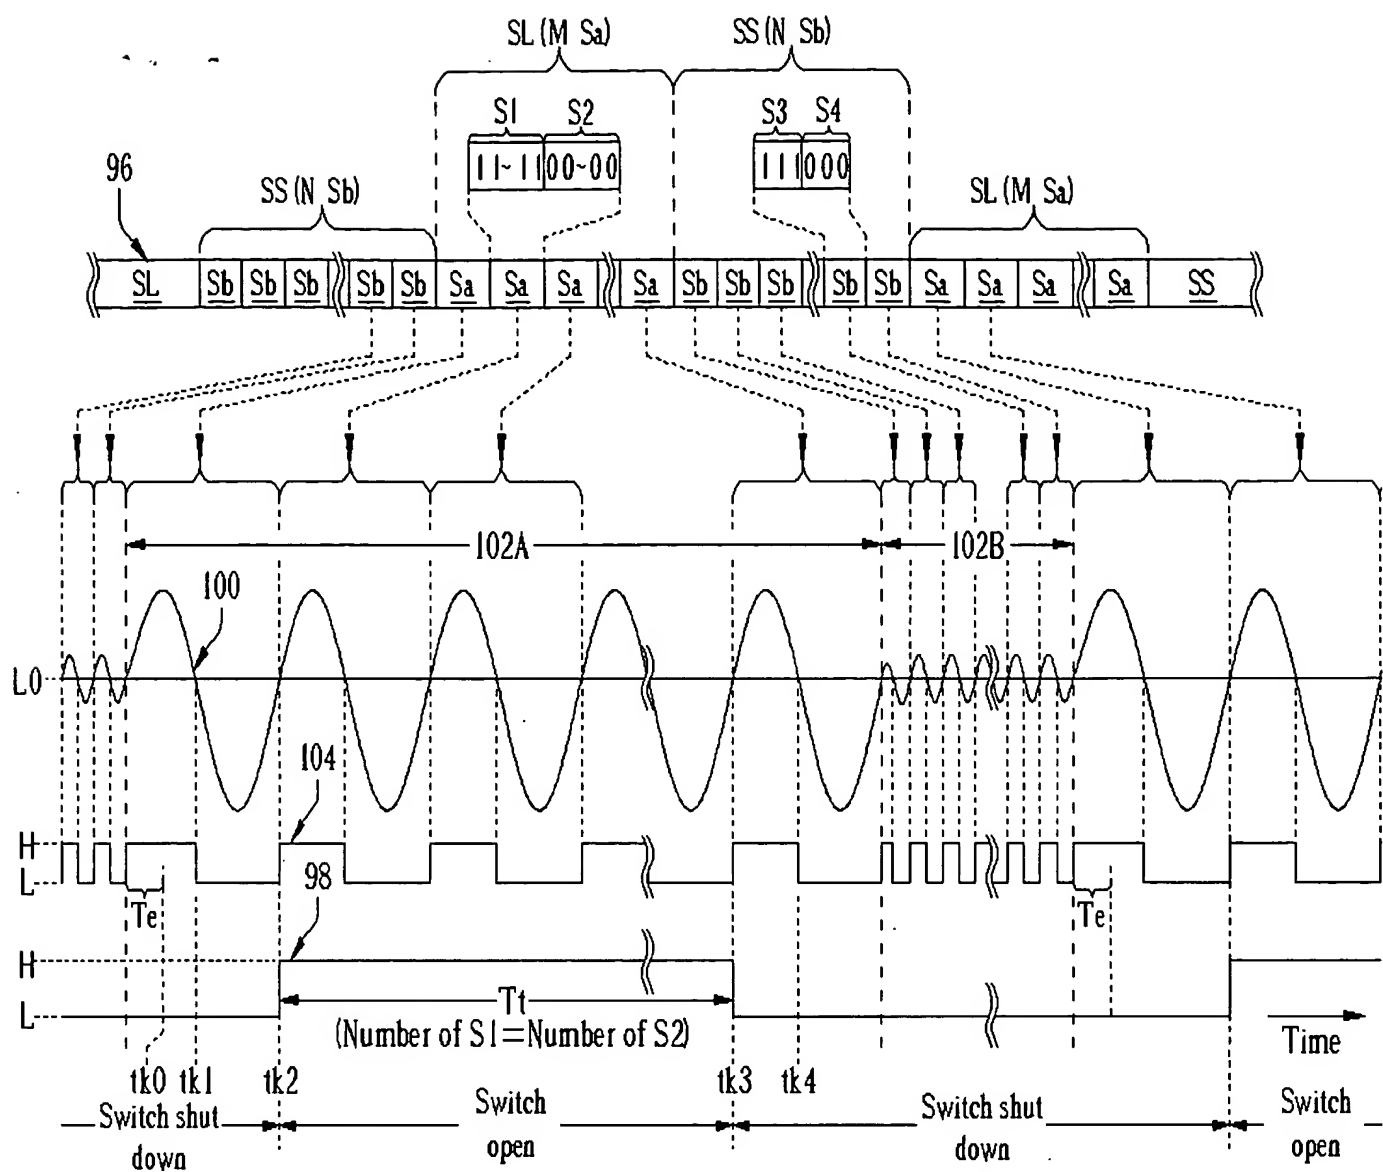 SL (M Sa) SS (N Sb)
S1 S2 S3 S4
11~11 00~00 111 000
96
SS (N Sb) SL (M Sa)
SL Sb Sb Sb Sb Sb Sa Sa Sa Sa Sb Sb Sb Sb Sb Sa Sa Sa Sa SS
102A 102B
100
L0
104
H
L
98
Te Te
H
L
Tt
(Number of S1=Number of S2)
Time
tk0 tk1 tk2 tk3 tk4
Switch shut down
Switch open
Switch shut down
Switch open